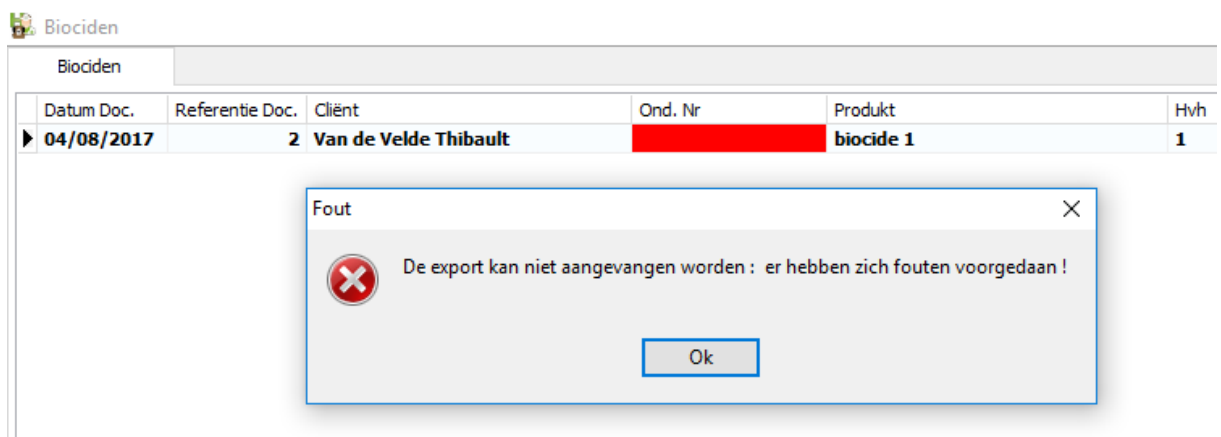 Biociden
Biociden
Datum Doc. Referentie Doc. Cliënt Ond. Nr Produkt Hvh
04/08/2017 2 Van de Velde Thibault biocide 1 1
Fout
De export kan niet aangevangen worden : er hebben zich fouten voorgedaan !
Ok